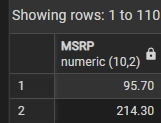 Showing rows: 1 to 110
MSRP
numeric (10,2)
1 95.70
2 214.30